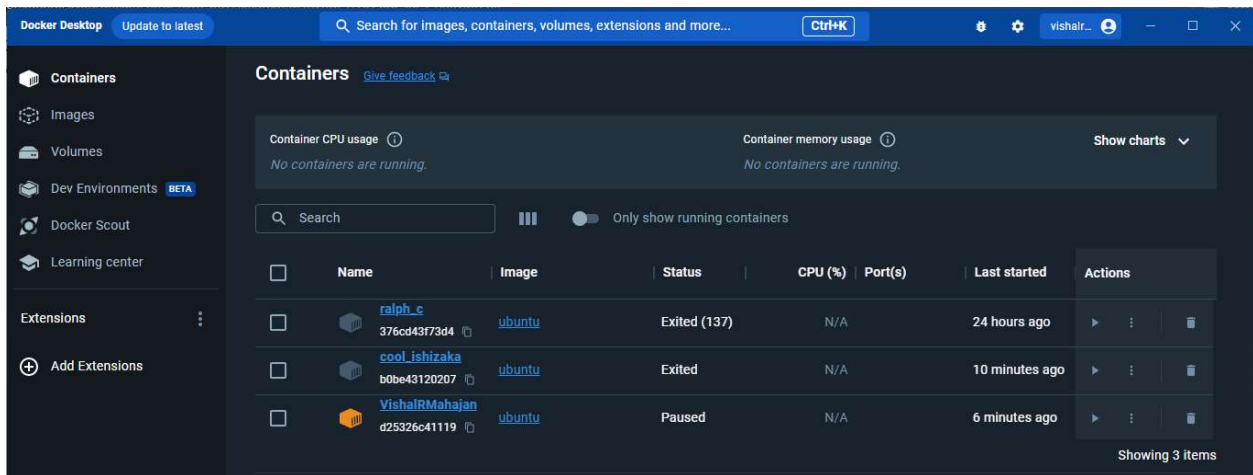 Docker Desktop Update to latest Search for images, containers, volumes, extensions and more... Ctrl+K vishalr...
Containers
Images
Volumes
Dev Environments BETA
Docker Scout
Learning center
Extensions
Add Extensions
Containers Give feedback
Container CPU usage
No containers are running.
Container memory usage
No containers are running.
Show charts
Search
Only show running containers
Name Image Status CPU (%) Port(s) Last started Actions
ralph_c
376cd43f73d4 ubuntu Exited (137) N/A 24 hours ago
cool_ishizaka
b0be43120207 ubuntu Exited N/A 10 minutes ago
VishalRMahajan
d25326c41119 ubuntu Paused N/A 6 minutes ago
Showing 3 items